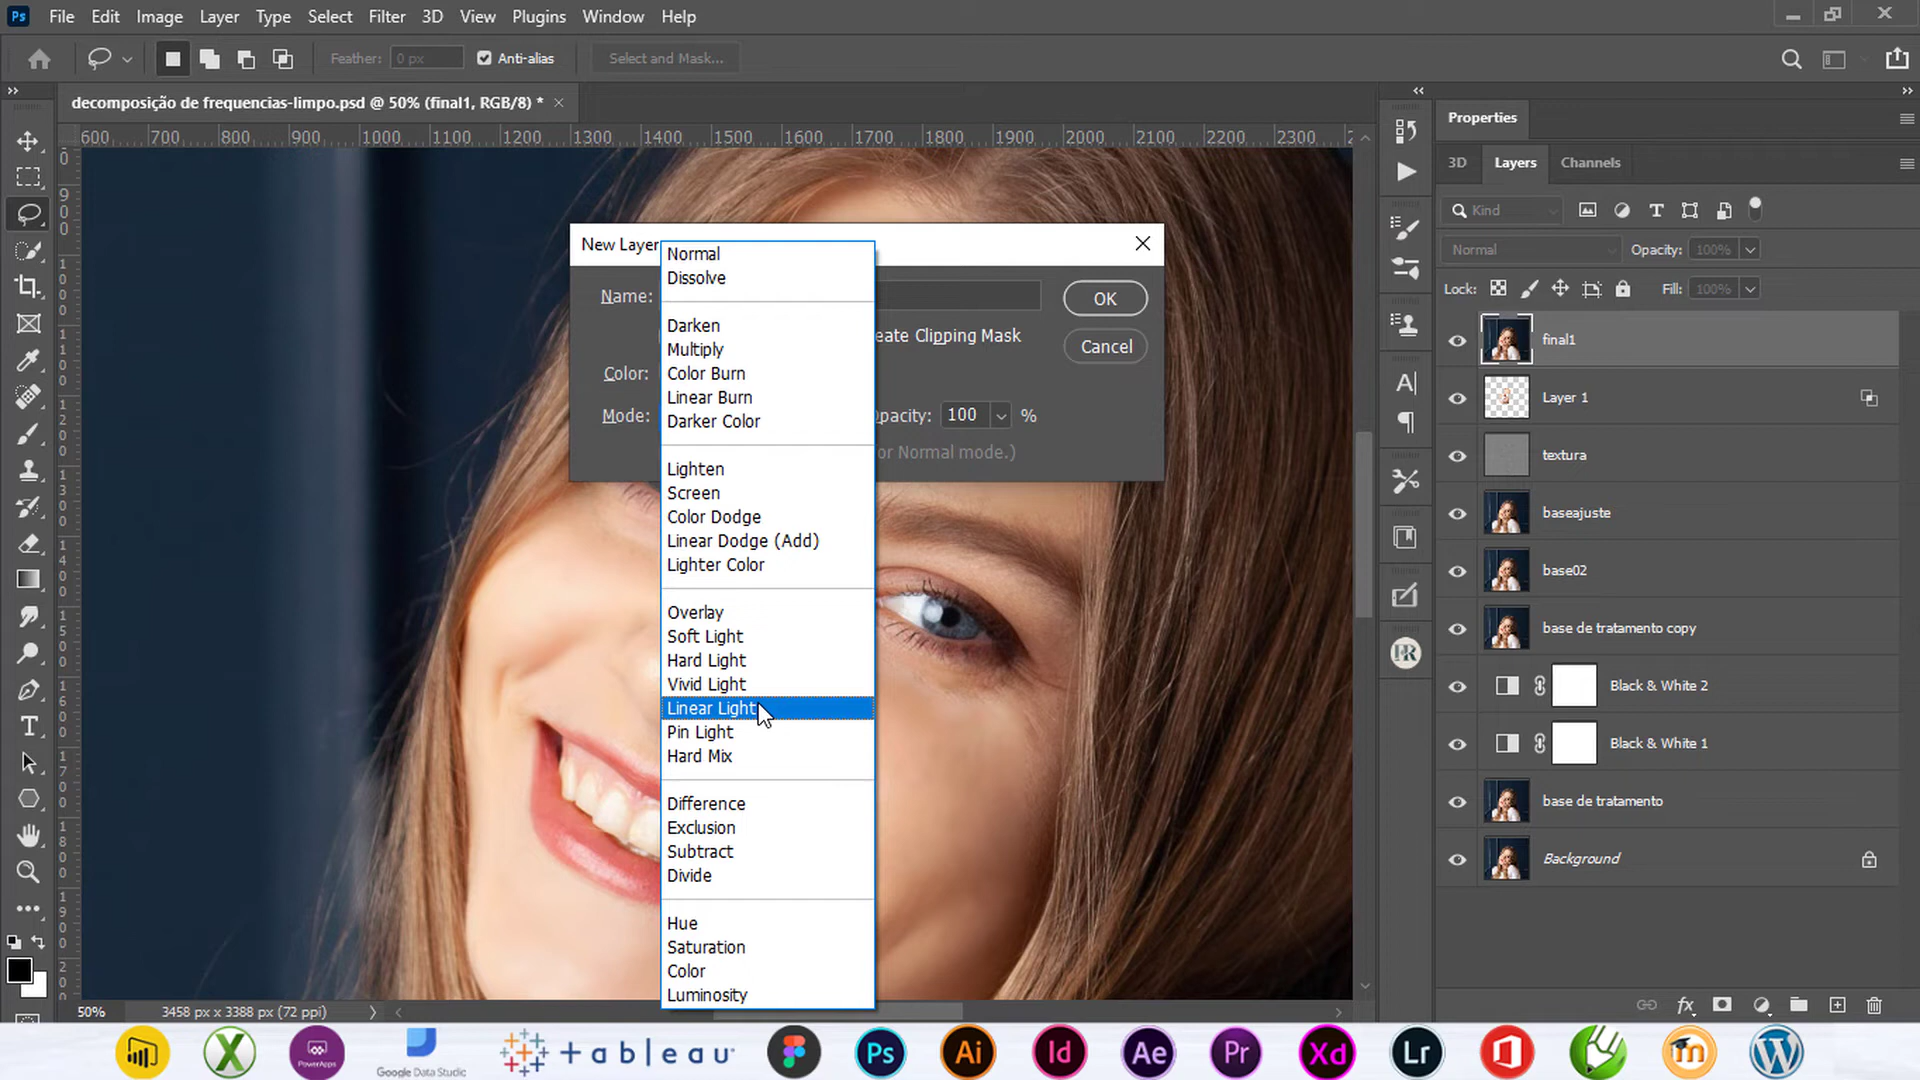 Ps File Edit Image Layer Type Select Filter 3D View Plugins Window Help
Feather: 0 px Anti-alias Select and Mask...
decomposição de frequencias-limpo.psd @ 50% (final1, RGB/8) * ×
600 700 800 900 1000 1100 1200 1300 1400 1500 1600 1700 1800 1900 2000 2100 2200 2300
New Layer
Name:
OK
eate Clipping Mask
Cancel
Color:
Mode:
Opacity: 100 %
or Normal mode.)
Normal
Dissolve
Darken
Multiply
Color Burn
Linear Burn
Darker Color
Lighten
Screen
Color Dodge
Linear Dodge (Add)
Lighter Color
Overlay
Soft Light
Hard Light
Vivid Light
Linear Light
Pin Light
Hard Mix
Difference
Exclusion
Subtract
Divide
Hue
Saturation
Color
Luminosity
Properties
3D Layers Channels
Kind
Normal Opacity: 100%
Lock: Fill: 100%
final1
Layer 1
textura
baseajuste
base02
base de tratamento copy
Black & White 2
Black & White 1
base de tratamento
Background
50% 3458 px x 3388 px (72 ppi)
PowerApps
Google Data Studio
+ a b l e a u
Ps Ai Id Ae Pr Xd Lr